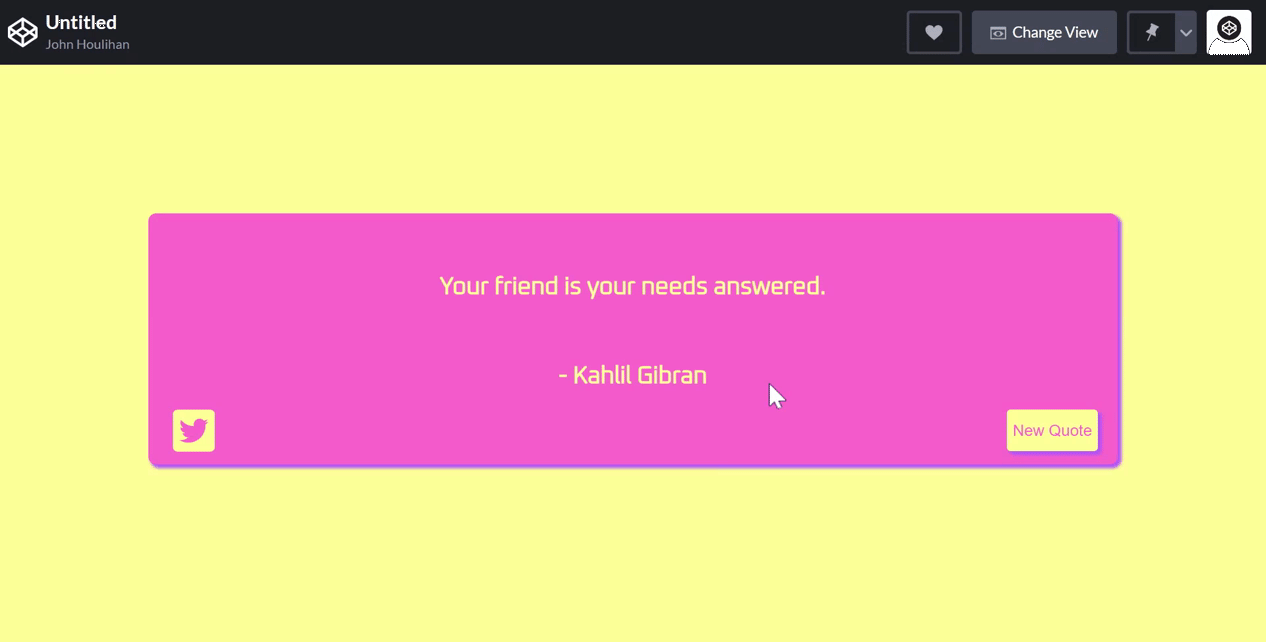 Untitled
John Houlihan
Change View
Your friend is your needs answered.
- Kahlil Gibran
New Quote